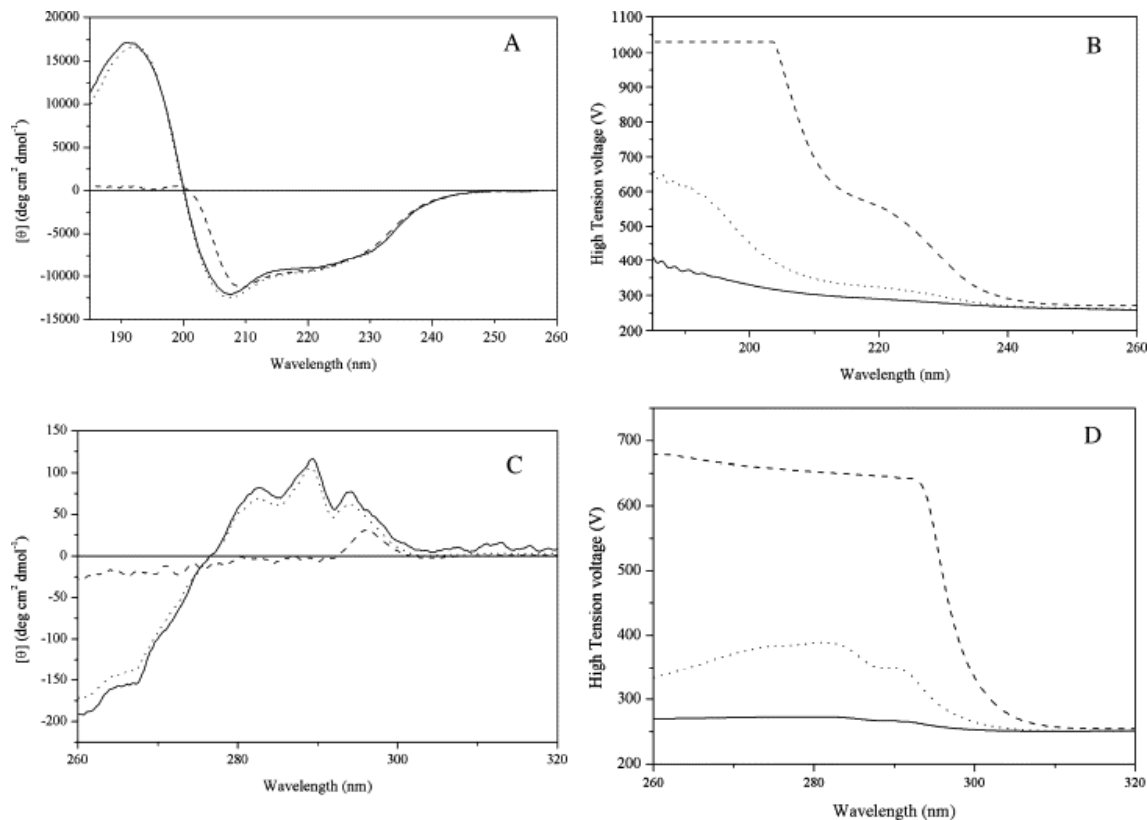 A
20000
15000
10000
5000
0
-5000
-10000
-15000
[θ] (deg cm² dmol⁻¹)
190 200 210 220 230 240 250 260
Wavelength (nm)
B
1100
1000
900
800
700
600
500
400
300
200
High Tension voltage (V)
200 220 240 260
Wavelength (nm)
C
150
100
50
0
-50
-100
-150
-200
[θ] (deg cm² dmol⁻¹)
260 280 300 320
Wavelength (nm)
D
700
600
500
400
300
200
High Tension voltage (V)
260 280 300 320
Wavelength (nm)